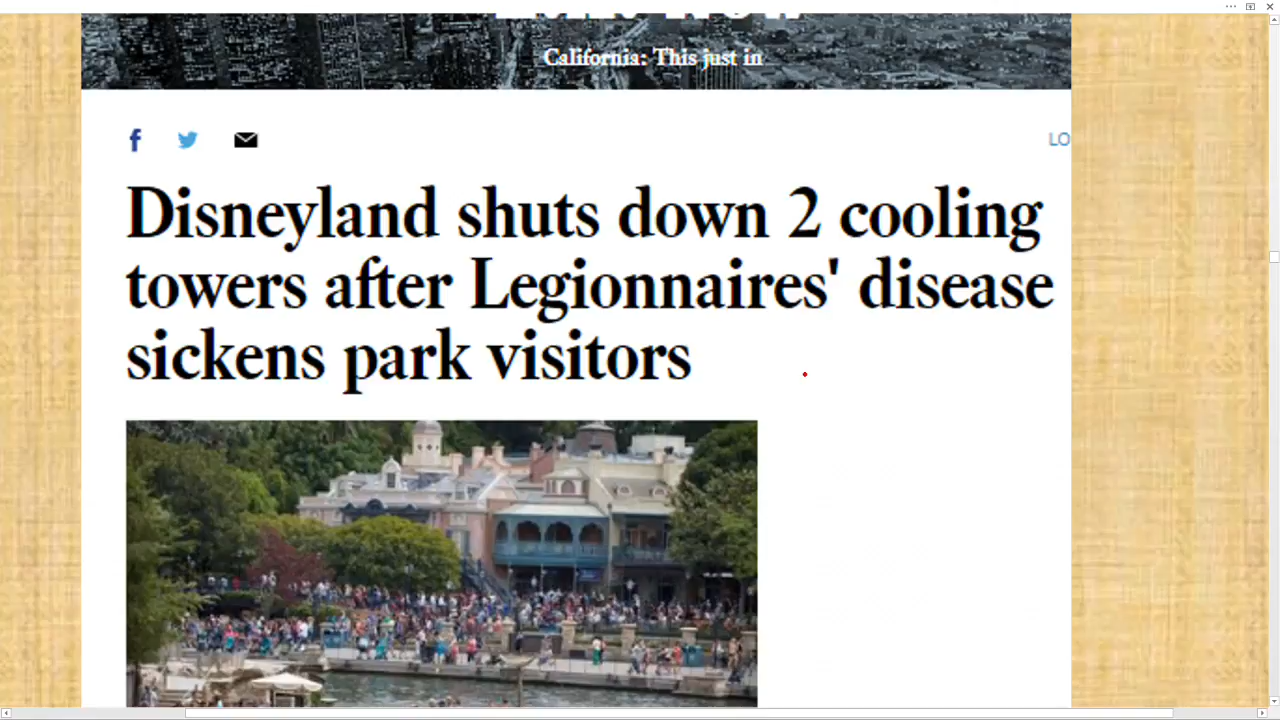 California: This just in
LO
Disneyland shuts down 2 cooling
towers after Legionnaires' disease
sickens park visitors